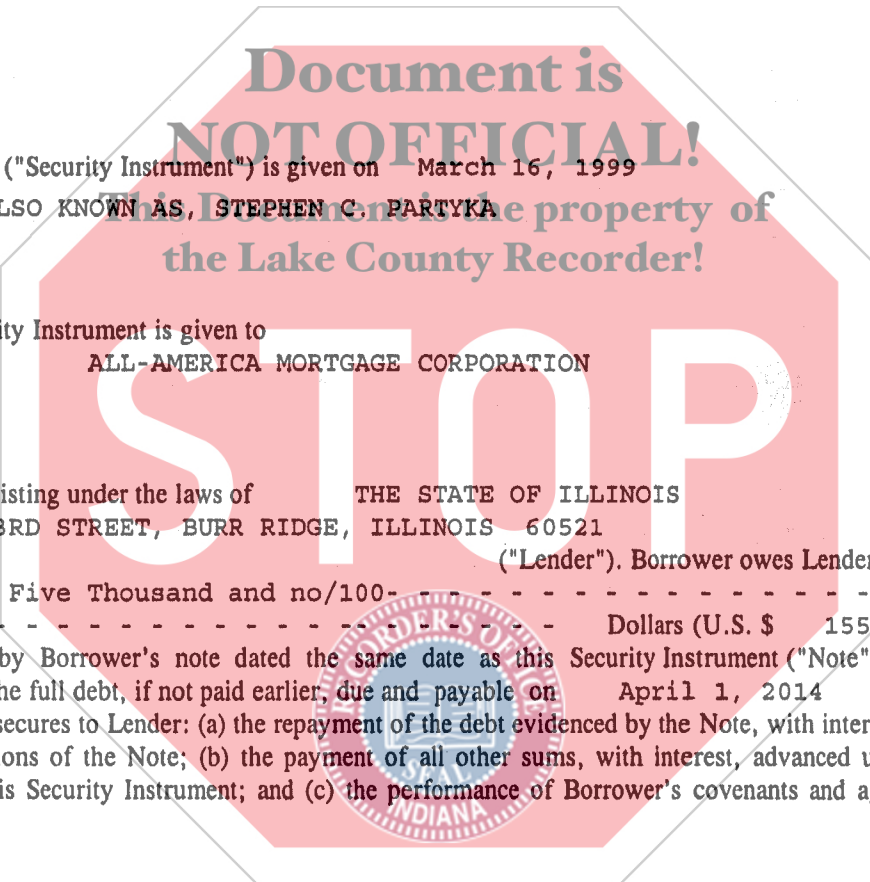 Document is
NOT OFFICIAL!
("Security Instrument") is given on March 16, 1999
LSO KNOWN AS, STEPHEN C. PARTYKA
This Document is the property of
the Lake County Recorder!
ity Instrument is given to
ALL-AMERICA MORTGAGE CORPORATION
STOP
isting under the laws of THE STATE OF ILLINOIS
3RD STREET, BURR RIDGE, ILLINOIS 60521
("Lender"). Borrower owes Lender
Five Thousand and no/100- - - - - - - - - - - - - - - -
- - - - - - - - - - - - - - - - - - - Dollars (U.S. $ 155
by Borrower's note dated the same date as this Security Instrument ("Note"
he full debt, if not paid earlier, due and payable on April 1, 2014
secures to Lender: (a) the repayment of the debt evidenced by the Note, with inter
ons of the Note; (b) the payment of all other sums, with interest, advanced u
is Security Instrument; and (c) the performance of Borrower's covenants and a
RECORDER'S OFFICE
SEAL
INDIANA